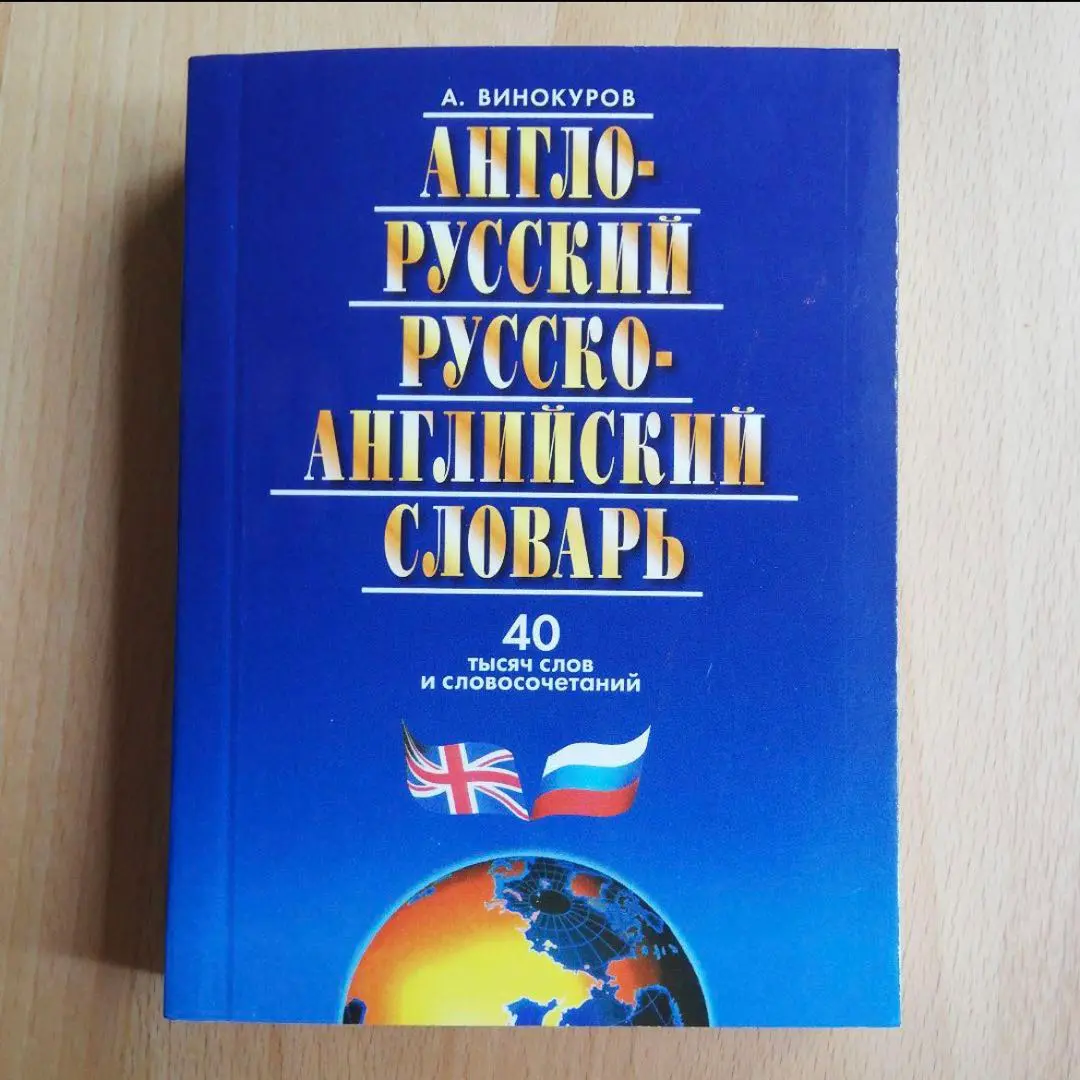 А. ВИНОКУРОВ
АНГЛО-
РУССКИЙ
РУССКО-
АНГЛИЙСКИЙ
СЛОВАРЬ
40
ТЫСЯЧ СЛОВ
И СЛОВОСОЧЕТАНИЙ